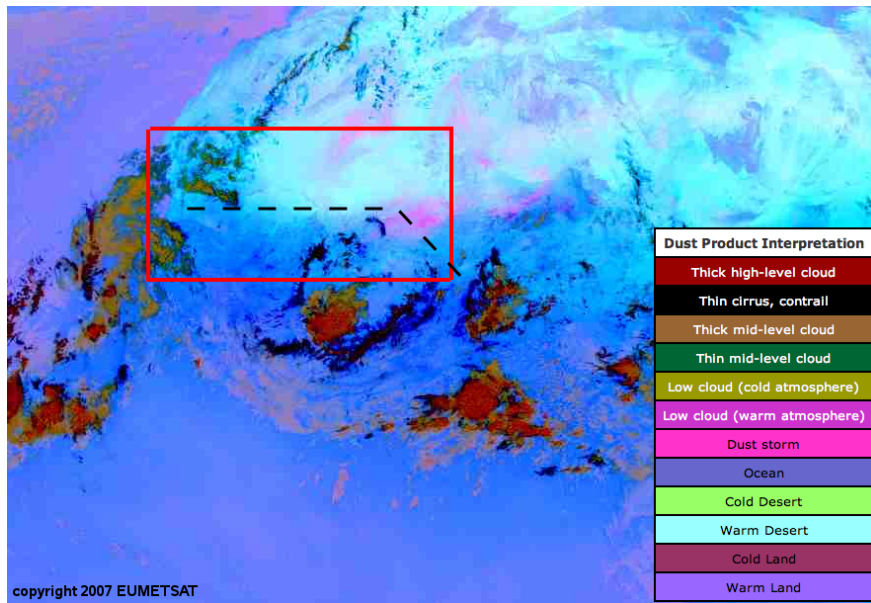 Dust Product Interpretation
Thick high-level cloud
Thin cirrus, contrail
Thick mid-level cloud
Thin mid-level cloud
Low cloud (cold atmosphere)
Low cloud (warm atmosphere)
Dust storm
Ocean
Cold Desert
Warm Desert
Cold Land
Warm Land
copyright 2007 EUMETSAT